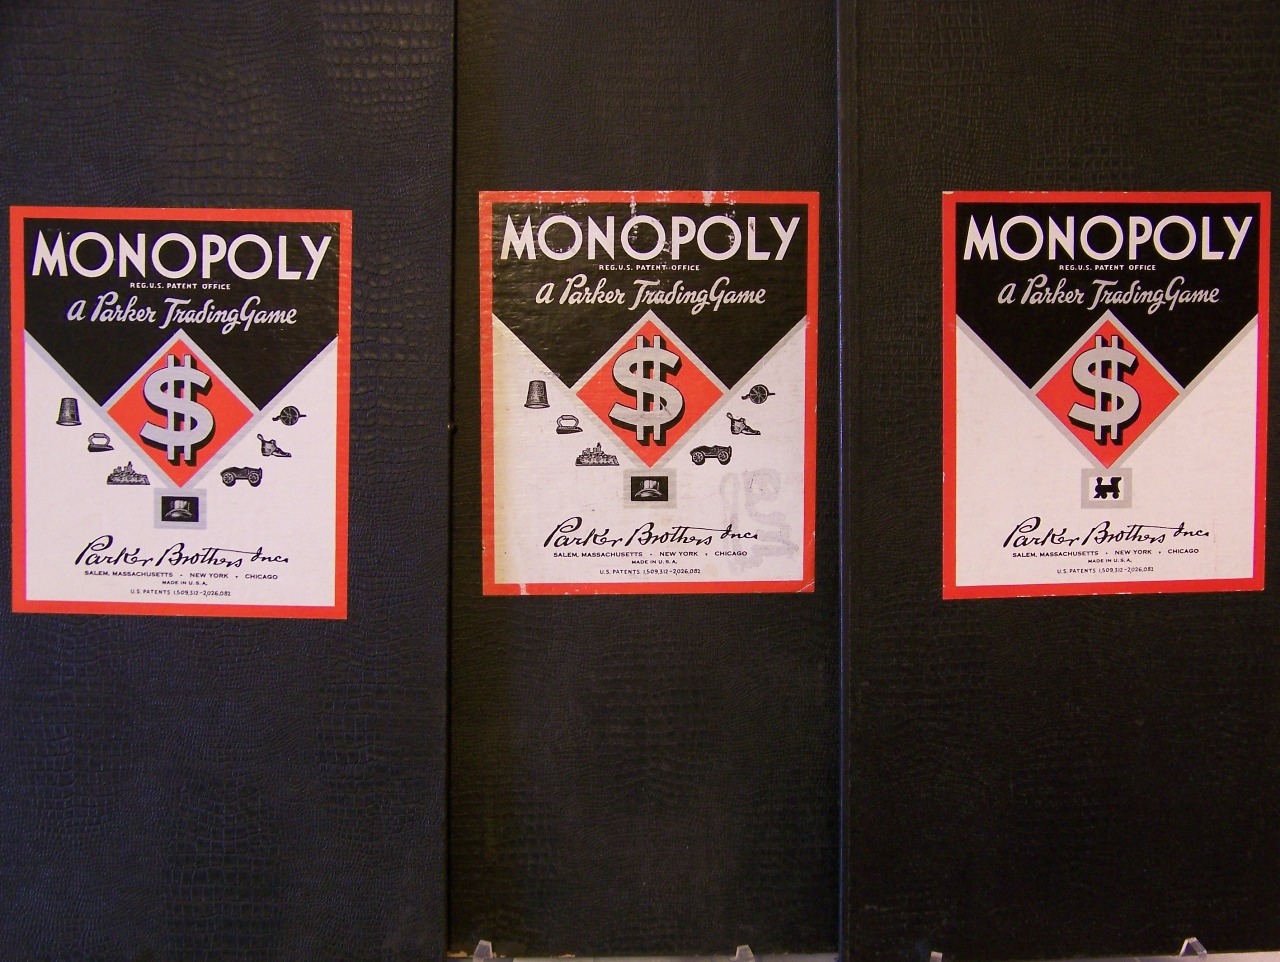 MONOPOLY
REG. U.S. PATENT OFFICE
A Parker Trading Game
$
Parker Brothers Inc.
SALEM, MASSACHUSETTS • NEW YORK • CHICAGO
MADE IN U.S.A.
U.S. PATENTS 1,509,312-2,026,082
MONOPOLY
REG. U.S. PATENT OFFICE
A Parker Trading Game
$
Parker Brothers Inc.
SALEM, MASSACHUSETTS • NEW YORK • CHICAGO
MADE IN U.S.A.
U.S. PATENTS 1,509,312-2,026,082
MONOPOLY
REG. U.S. PATENT OFFICE
A Parker Trading Game
$
Parker Brothers Inc.
SALEM, MASSACHUSETTS • NEW YORK • CHICAGO
MADE IN U.S.A.
U.S. PATENTS 1,509,312-2,026,082